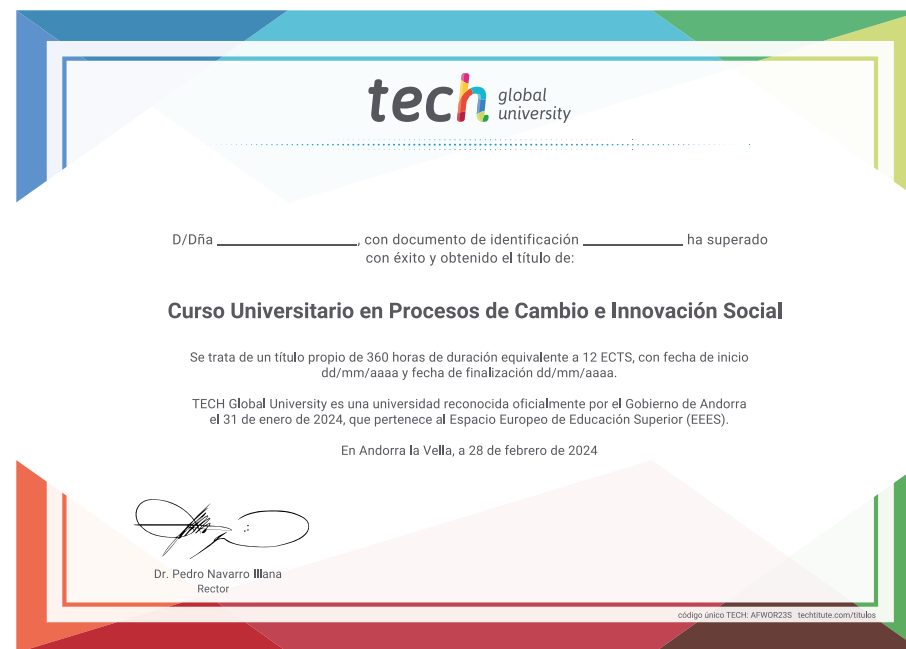 tech global university
D/Dña ____________________, con documento de identificación ______________ ha superado
con éxito y obtenido el título de:
Curso Universitario en Procesos de Cambio e Innovación Social
Se trata de un título propio de 360 horas de duración equivalente a 12 ECTS, con fecha de inicio
dd/mm/aaaa y fecha de finalización dd/mm/aaaa.
TECH Global University es una universidad reconocida oficialmente por el Gobierno de Andorra
el 31 de enero de 2024, que pertenece al Espacio Europeo de Educación Superior (EEES).
En Andorra la Vella, a 28 de febrero de 2024
Dr. Pedro Navarro Illana
Rector
código único TECH: AFWOR23S techtitute.com/titulos